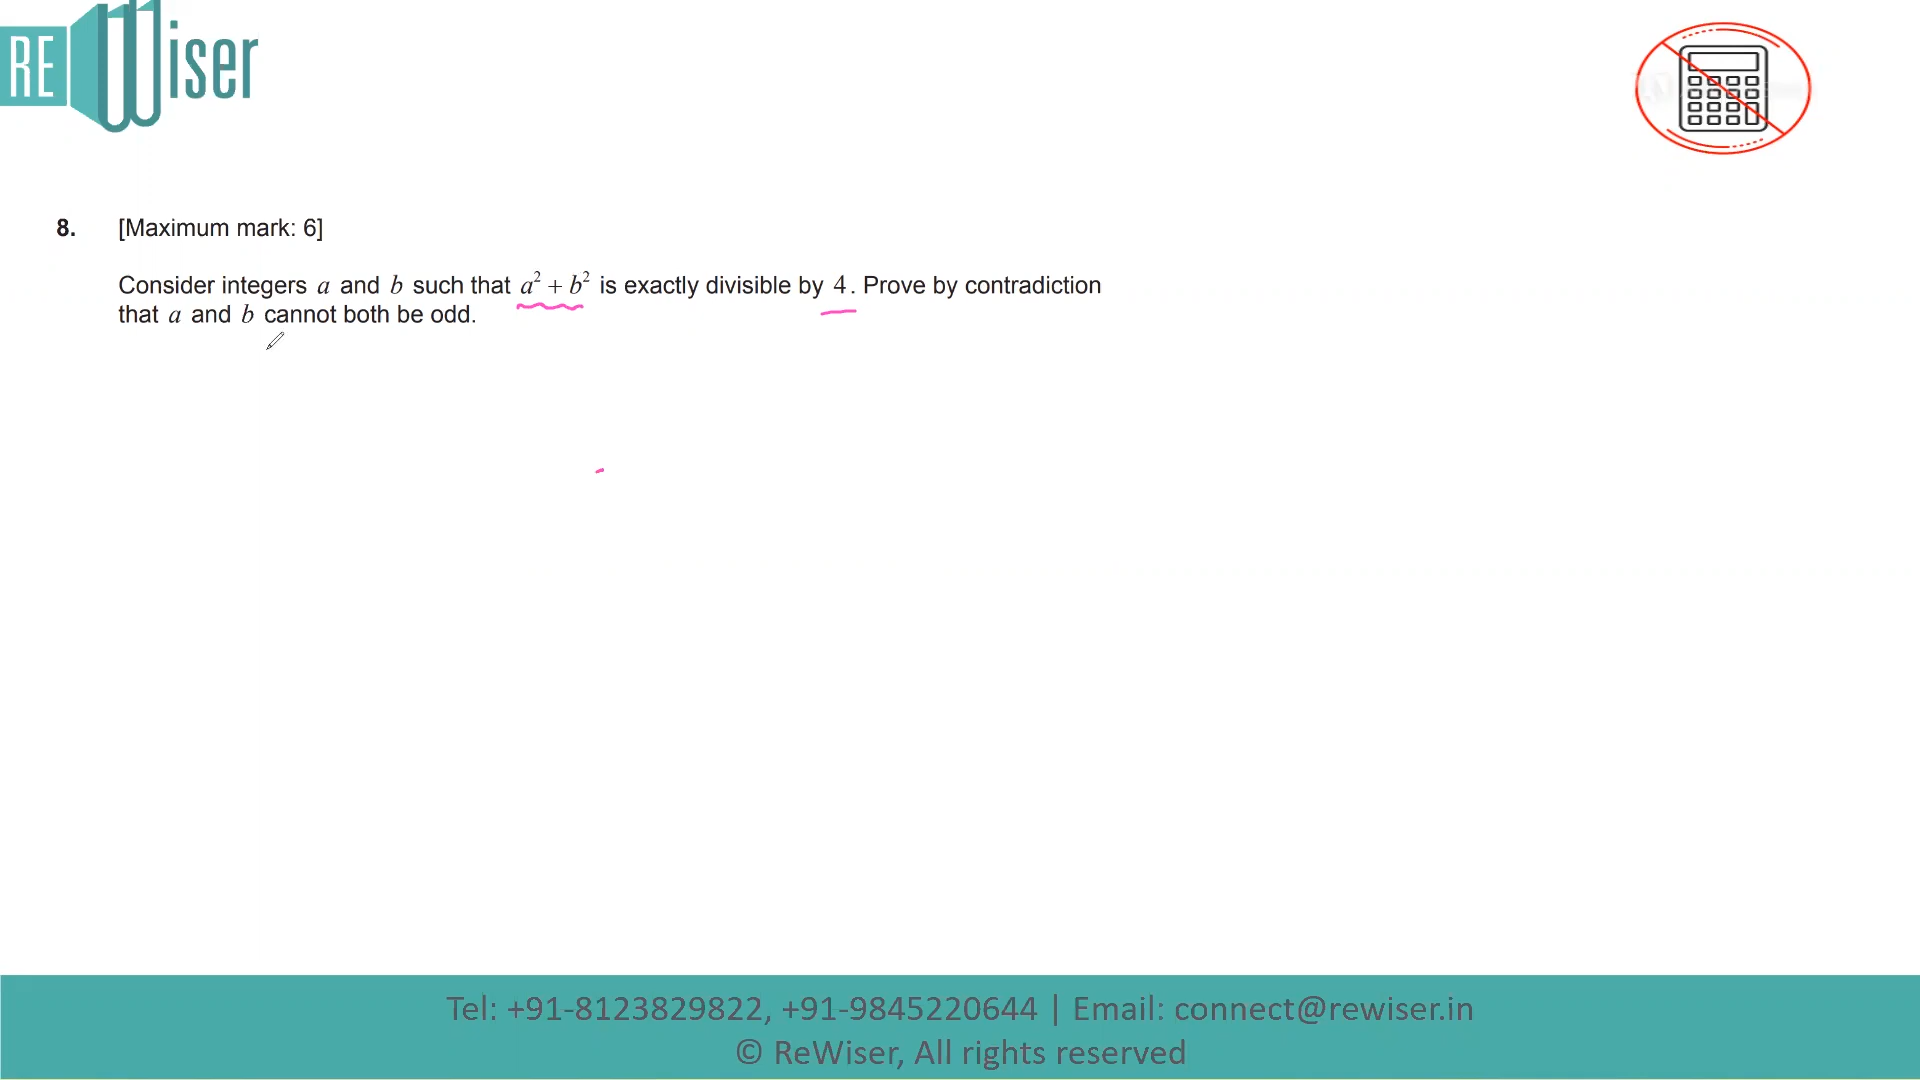 REWiser
8. [Maximum mark: 6]
Consider integers a and b such that a² + b² is exactly divisible by 4. Prove by contradiction
that a and b cannot both be odd.
Tel: +91-8123829822, +91-9845220644 | Email: connect@rewiser.in
© ReWiser, All rights reserved